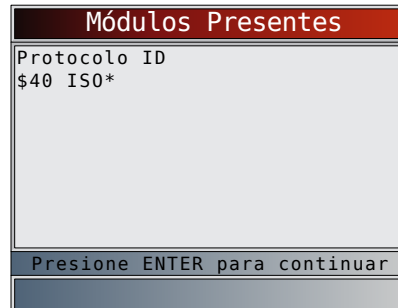 Módulos Presentes
Protocolo ID
$40 ISO*
Presione ENTER para continuar